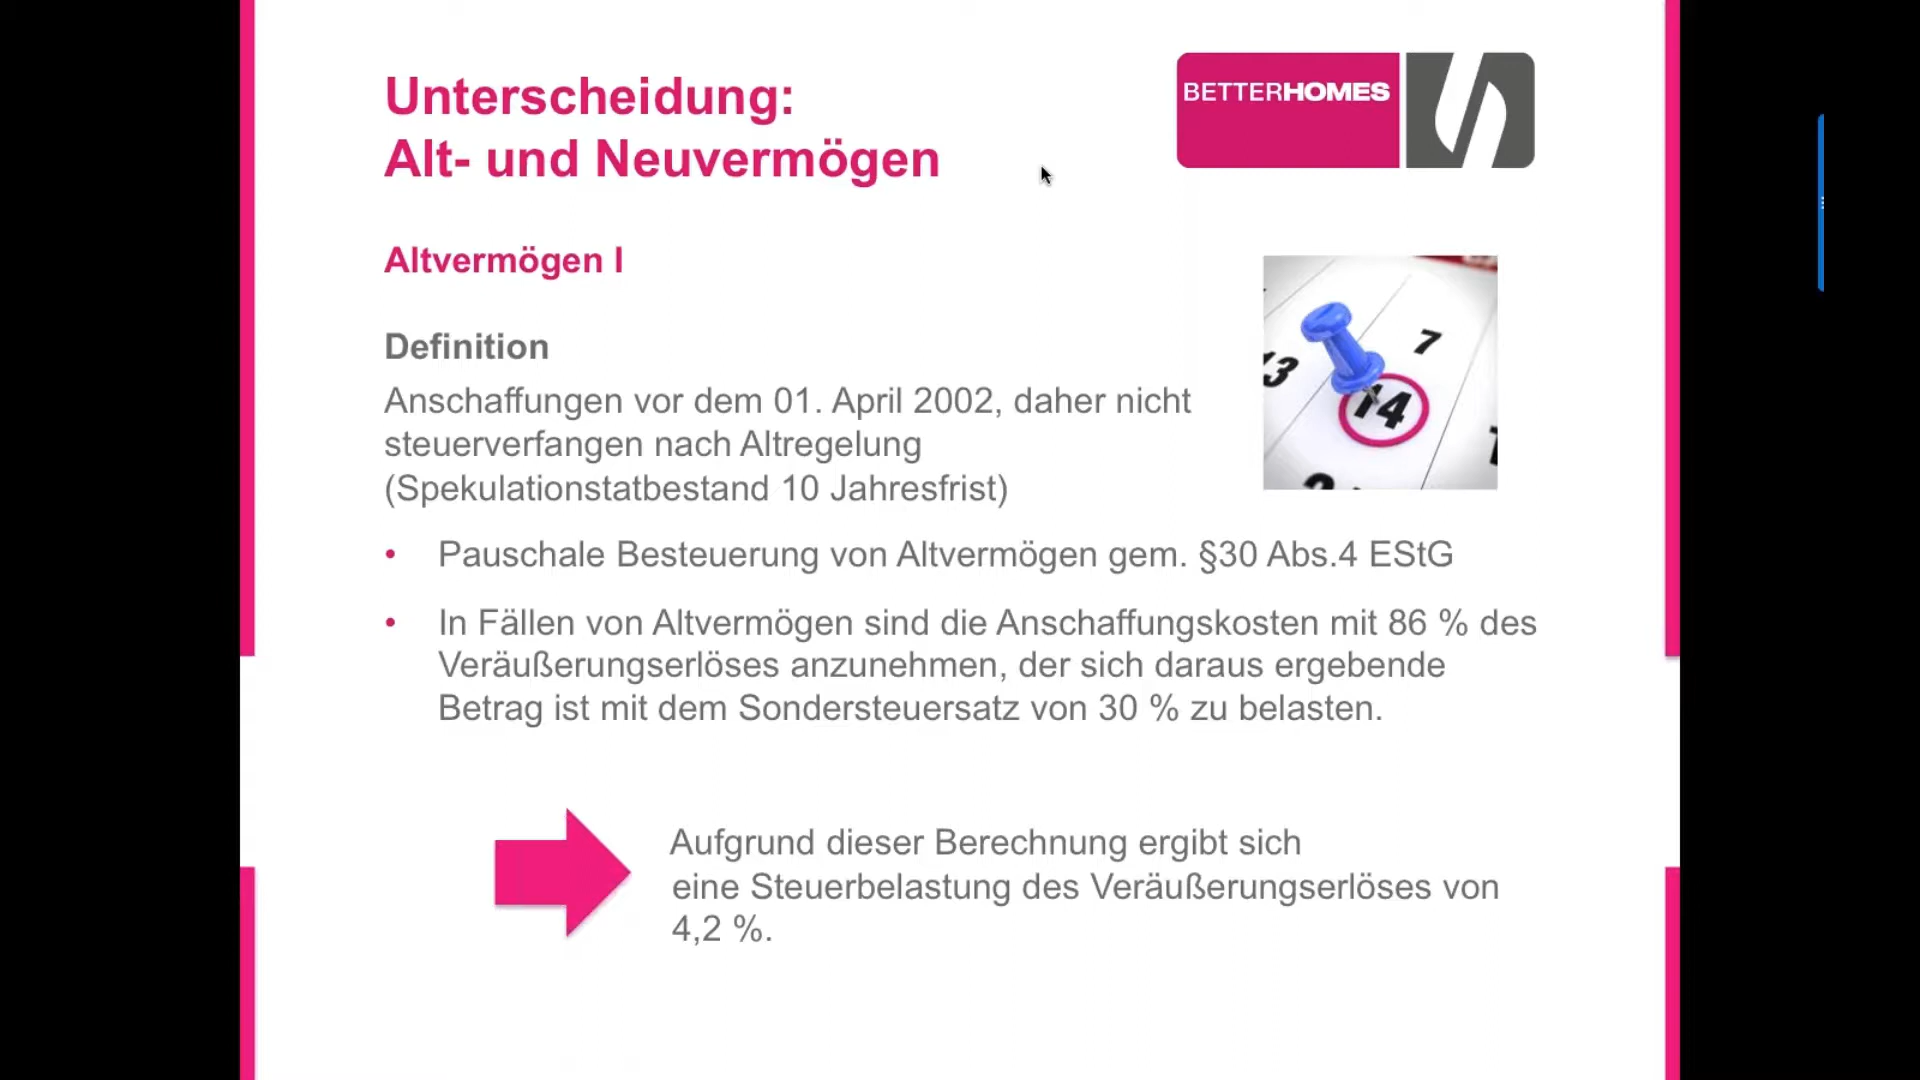 Unterscheidung:
Alt- und Neuvermögen
BETTERHOMES
Altvermögen I
Definition
Anschaffungen vor dem 01. April 2002, daher nicht
steuerverfangen nach Altregelung
(Spekulationstatbestand 10 Jahresfrist)
7
13
14
• Pauschale Besteuerung von Altvermögen gem. §30 Abs.4 EStG
• In Fällen von Altvermögen sind die Anschaffungskosten mit 86 % des
Veräußerungserlöses anzunehmen, der sich daraus ergebende
Betrag ist mit dem Sondersteuersatz von 30 % zu belasten.
Aufgrund dieser Berechnung ergibt sich
eine Steuerbelastung des Veräußerungserlöses von
4,2 %.